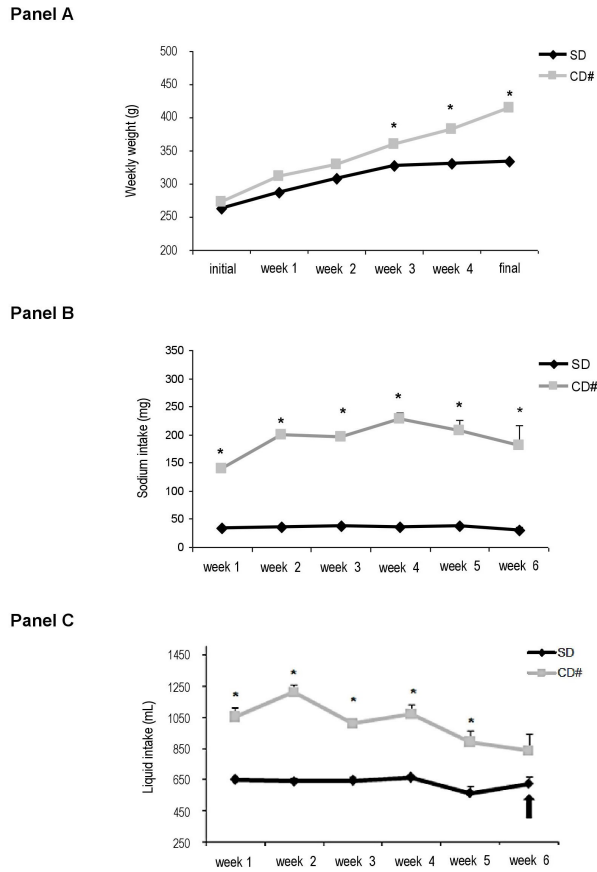 Panel A
500
450
400
350
300
250
200
Weekly weight (g)
* * *
initial week 1 week 2 week 3 week 4 final
SD
CD#
Panel B
350
300
250
200
150
100
50
0
Sodium intake (mg)
* * * * * *
week 1 week 2 week 3 week 4 week 5 week 6
SD
CD#
Panel C
1450
1250
1050
850
650
450
250
Liquid intake (mL)
* * * * *
week 1 week 2 week 3 week 4 week 5 week 6
SD
CD#